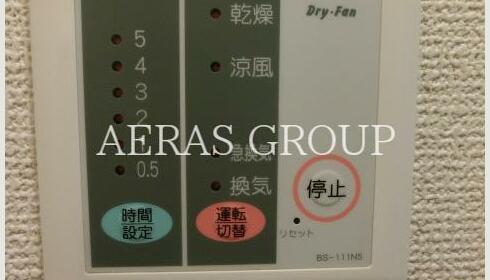 乾燥
Dry·Fan
5
4
涼風
3
2
急換気
0.5
換気
停止
時間
設定
運転
切替
リセット
BS-111N5
AERAS GROUP